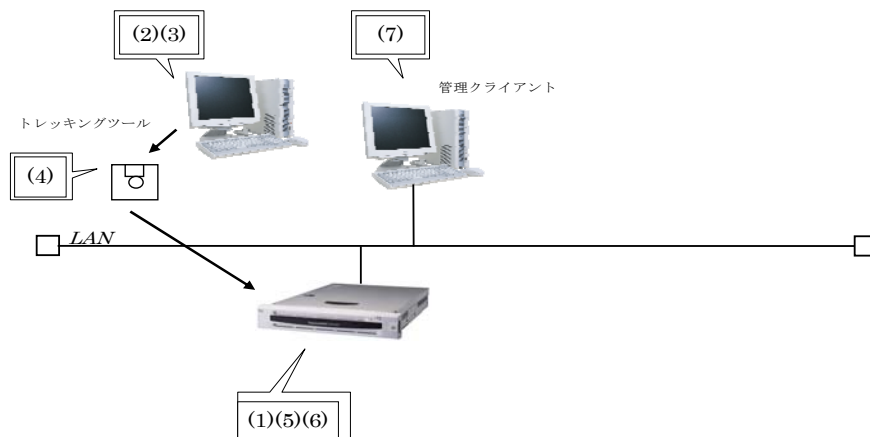 (2)(3)
(7)
管理クライアント
トレッキングツール
(4)
LAN
(1)(5)(6)